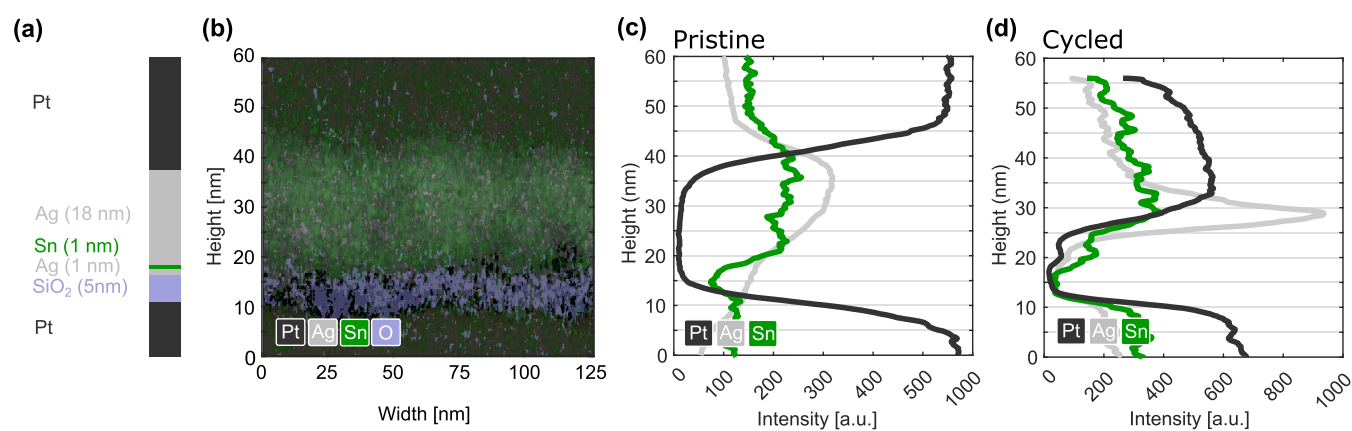 (a)
Pt
Ag (18 nm)
Sn (1 nm)
Ag (1 nm)
SiO2 (5nm)
Pt
(b)
60
50
40
30
20
10
0
Height [nm]
Pt Ag Sn O
0 25 50 75 100 125
Width [nm]
(c) Pristine
60
50
40
30
20
10
0
Height (nm)
Pt Ag Sn
0 100 200 300 400 500 1000
Intensity [a.u.]
(d) Cycled
60
50
40
30
20
10
0
Height (nm)
Pt Ag Sn
0 200 400 600 800 1000
Intensity [a.u.]